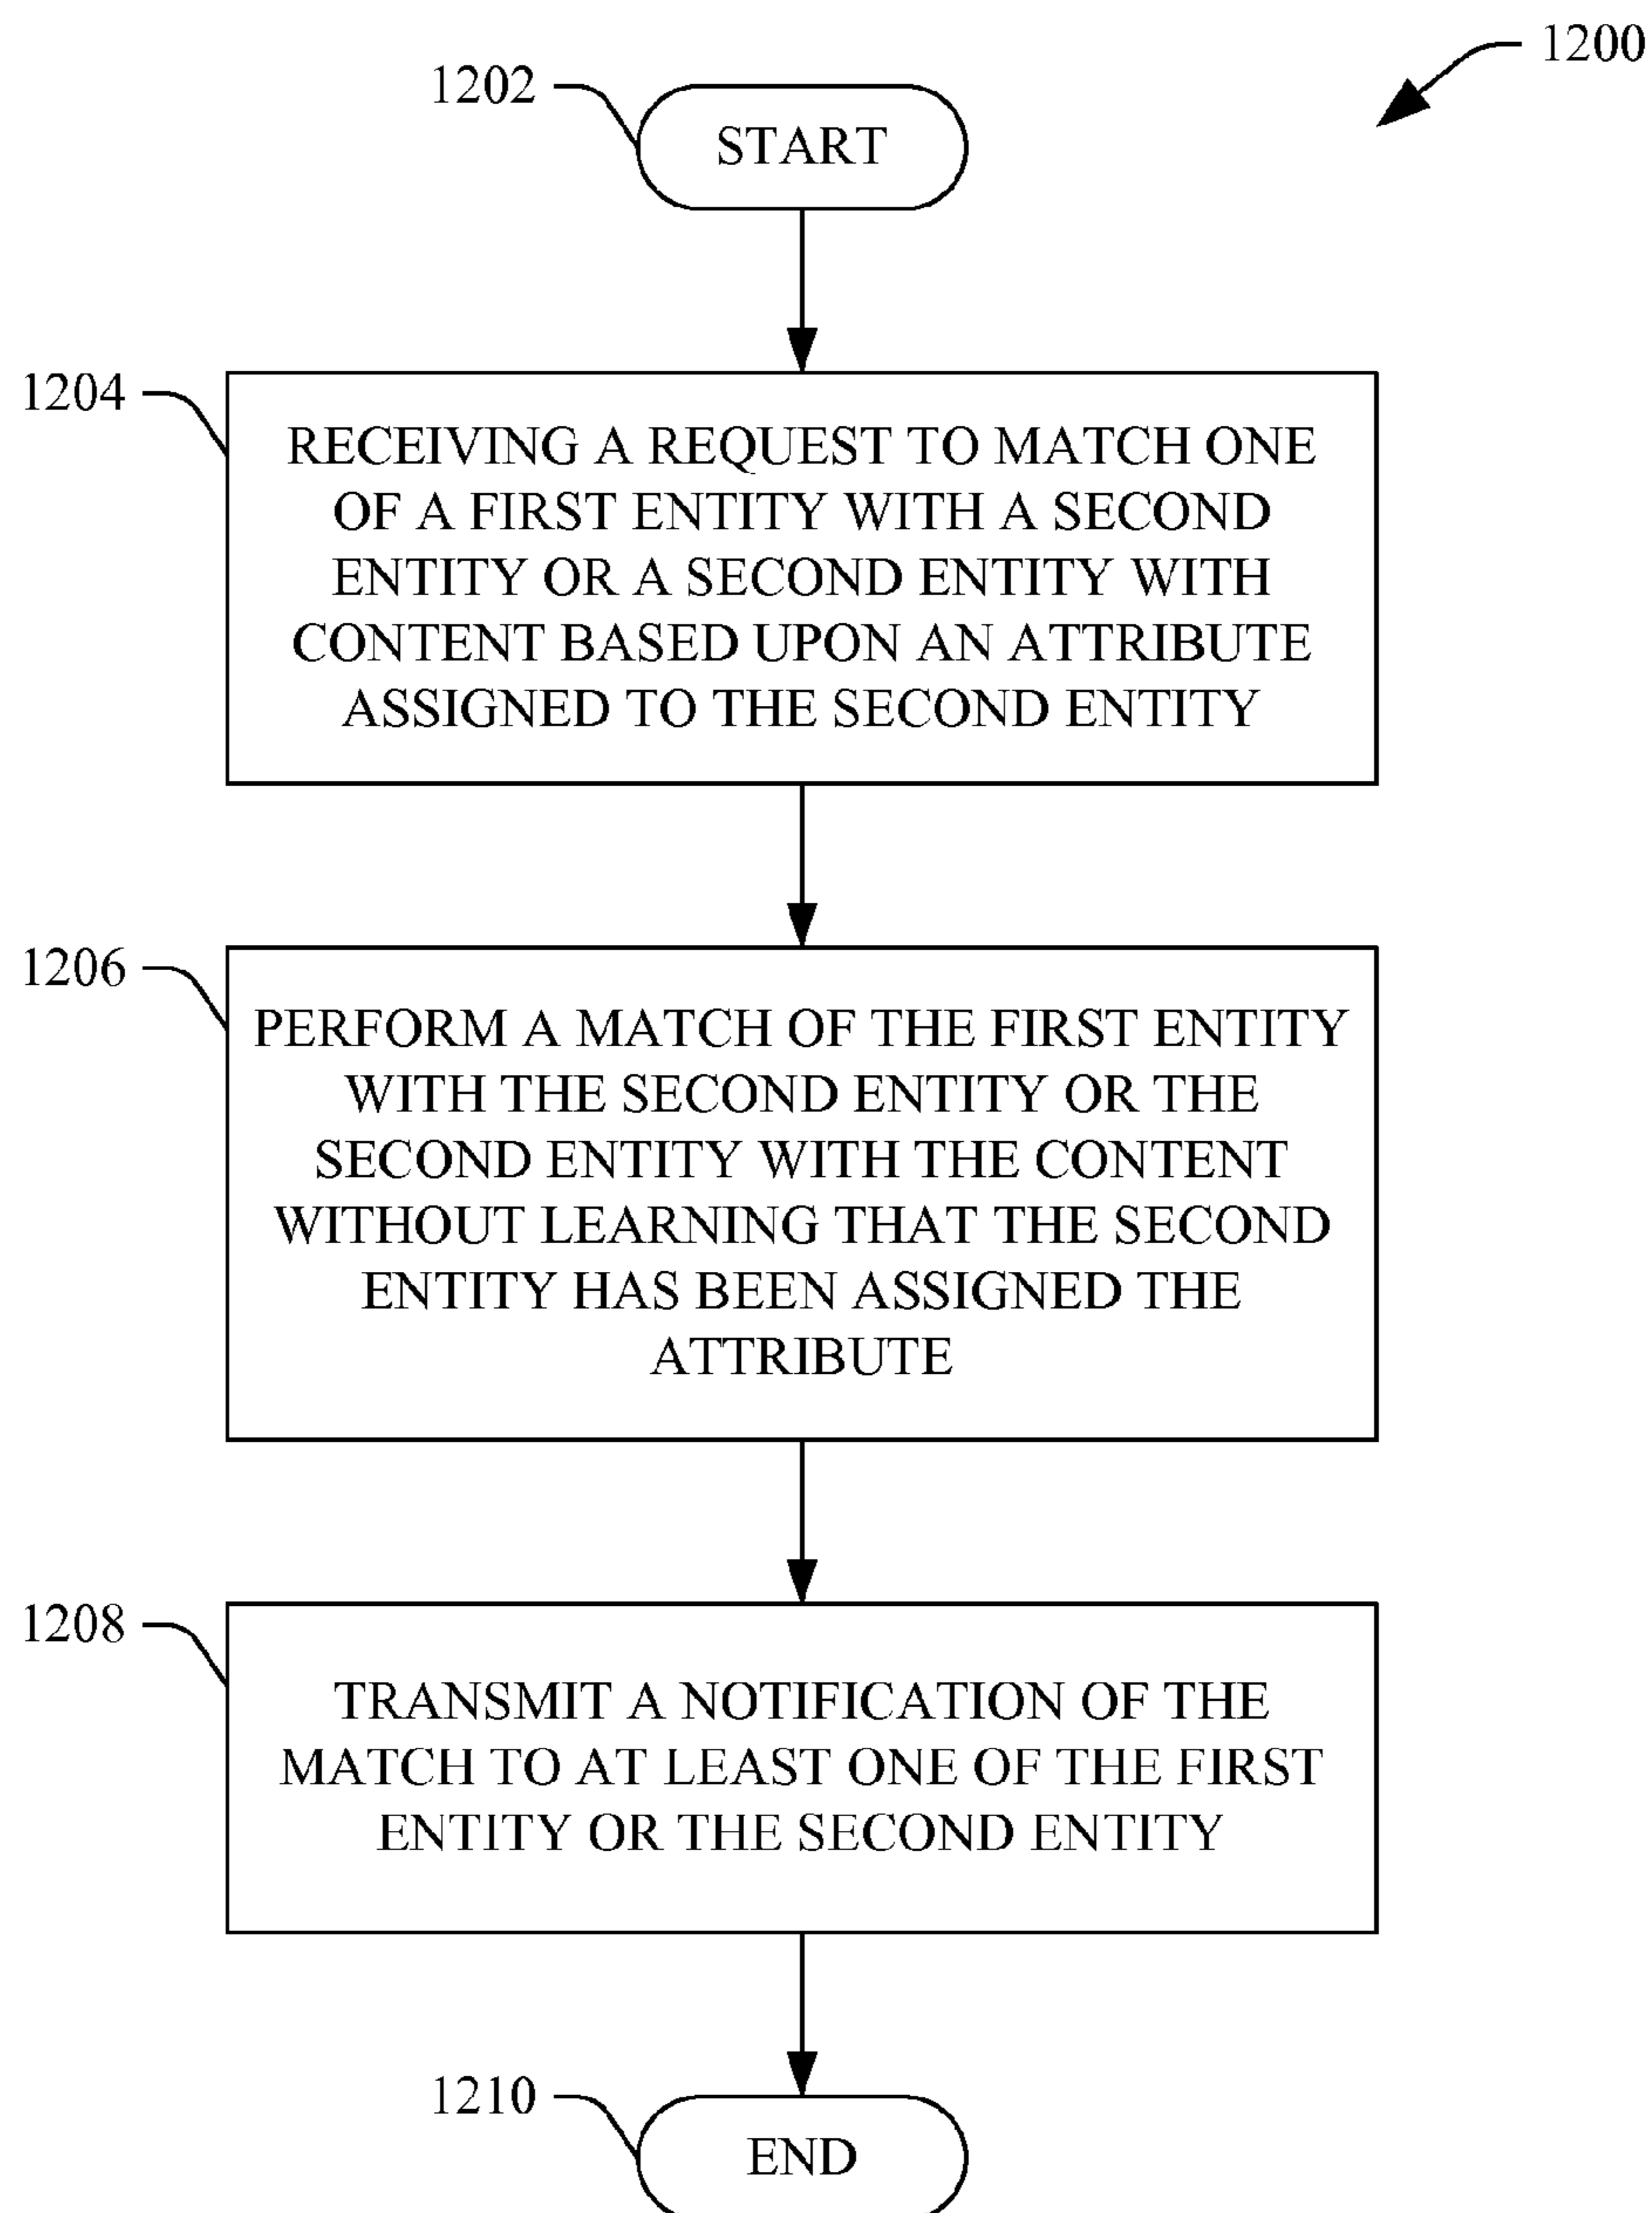 1200
1202
START
1204
RECEIVING A REQUEST TO MATCH ONE
OF A FIRST ENTITY WITH A SECOND
ENTITY OR A SECOND ENTITY WITH
CONTENT BASED UPON AN ATTRIBUTE
ASSIGNED TO THE SECOND ENTITY
1206
PERFORM A MATCH OF THE FIRST ENTITY
WITH THE SECOND ENTITY OR THE
SECOND ENTITY WITH THE CONTENT
WITHOUT LEARNING THAT THE SECOND
ENTITY HAS BEEN ASSIGNED THE
ATTRIBUTE
1208
TRANSMIT A NOTIFICATION OF THE
MATCH TO AT LEAST ONE OF THE FIRST
ENTITY OR THE SECOND ENTITY
1210
END